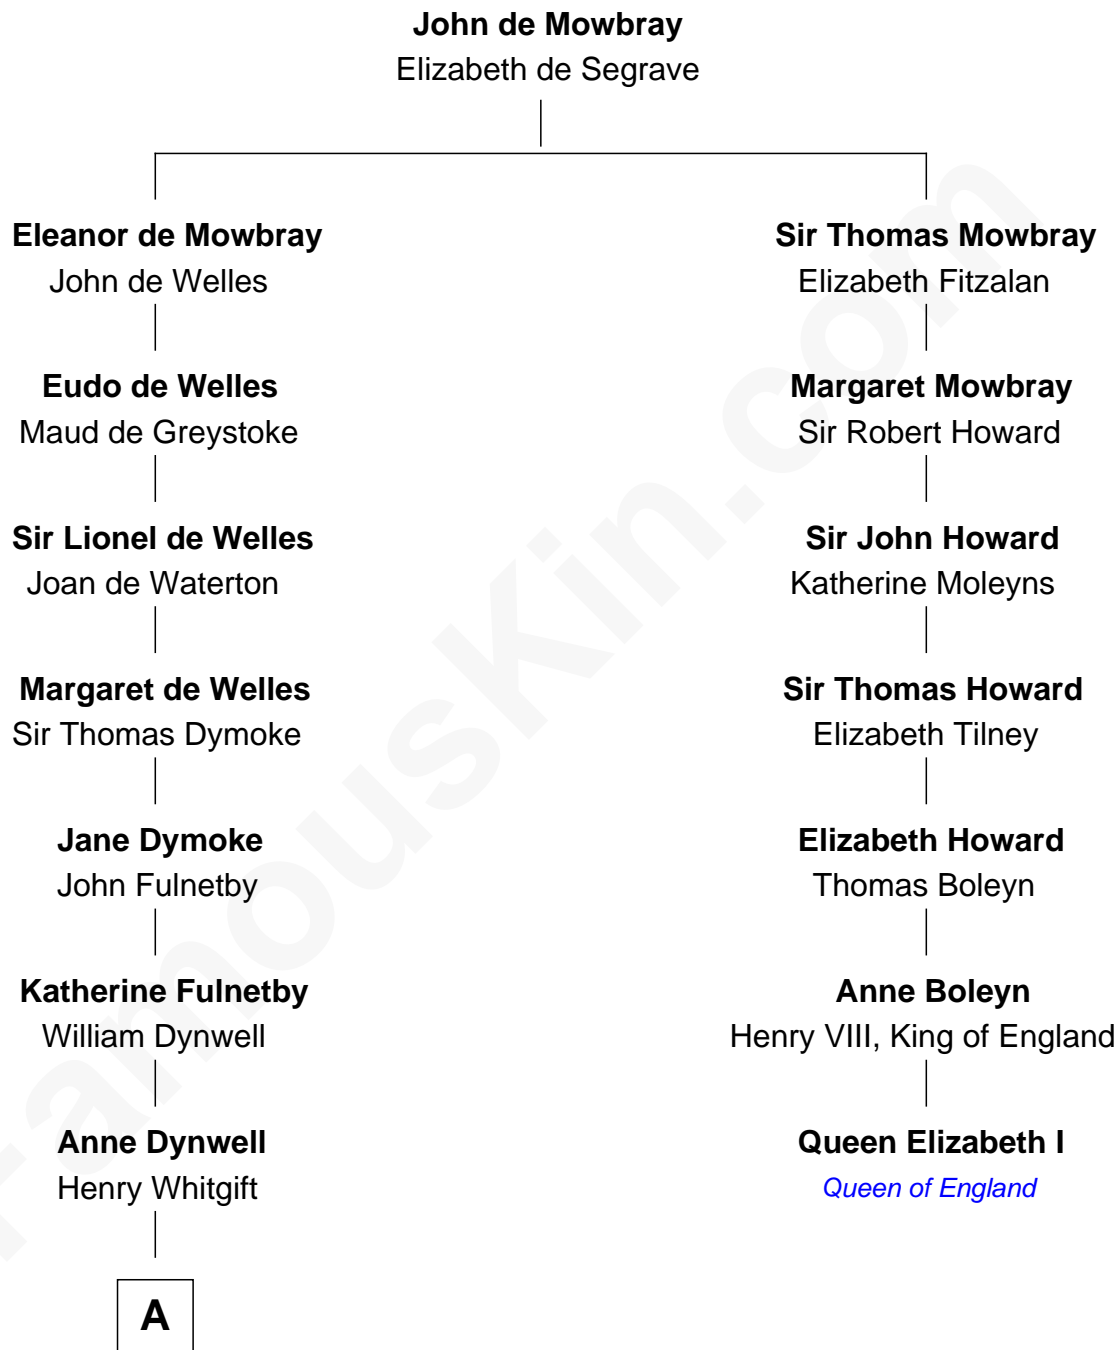 John de Mowbray
Elizabeth de Segrave
Eleanor de Mowbray
John de Welles
Sir Thomas Mowbray
Elizabeth Fitzalan
Eudo de Welles
Maud de Greystoke
Margaret Mowbray
Sir Robert Howard
Sir Lionel de Welles
Joan de Waterton
Sir John Howard
Katherine Moleyns
Margaret de Welles
Sir Thomas Dymoke
Sir Thomas Howard
Elizabeth Tilney
Jane Dymoke
John Fulnetby
Elizabeth Howard
Thomas Boleyn
Katherine Fulnetby
William Dynwell
Anne Boleyn
Henry VIII, King of England
Anne Dynwell
Henry Whitgift
Queen Elizabeth I
Queen of England
A
FamousKin.com